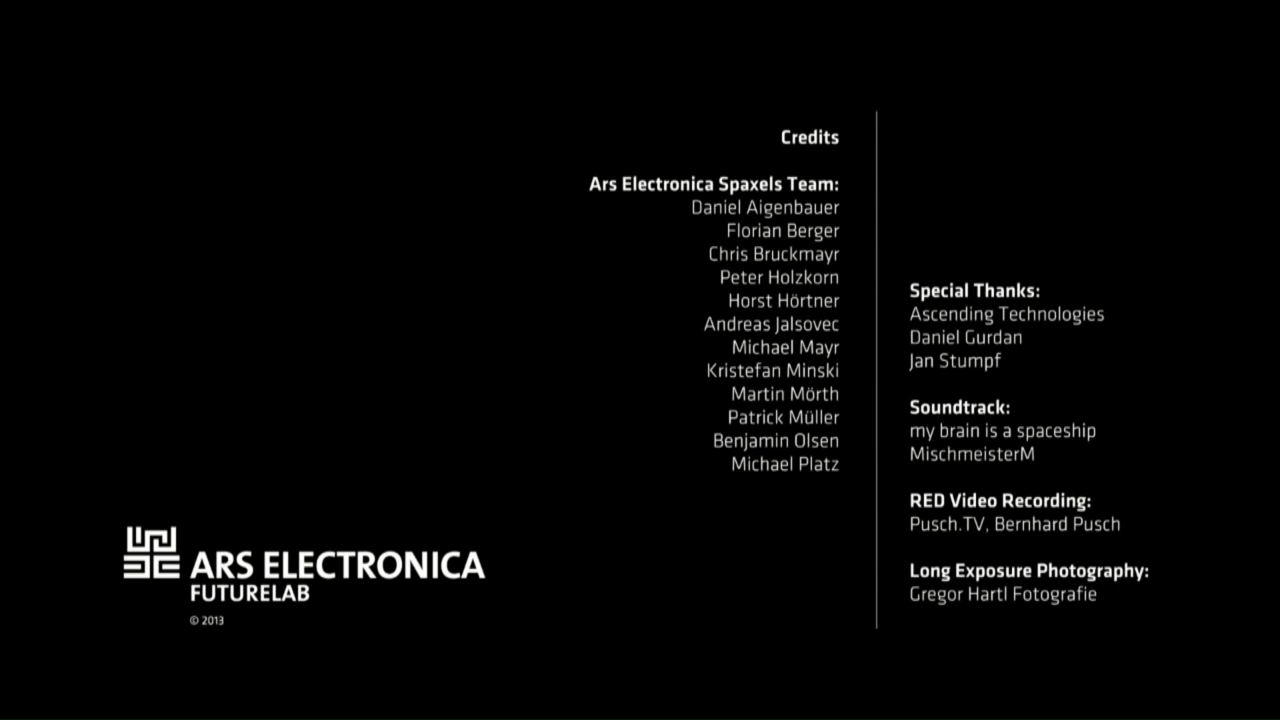 Credits
Ars Electronica Spaxels Team:
Daniel Aigenbauer
Florian Berger
Chris Bruckmayr
Peter Holzkorn
Horst Hörtner
Andreas Jalsovec
Michael Mayr
Kristefan Minski
Martin Mörth
Patrick Müller
Benjamin Olsen
Michael Platz
Special Thanks:
Ascending Technologies
Daniel Gurdan
Jan Stumpf
Soundtrack:
my brain is a spaceship
MischmeisterM
RED Video Recording:
Pusch.TV, Bernhard Pusch
Long Exposure Photography:
Gregor Hartl Fotografie
ARS ELECTRONICA
FUTURELAB
© 2013